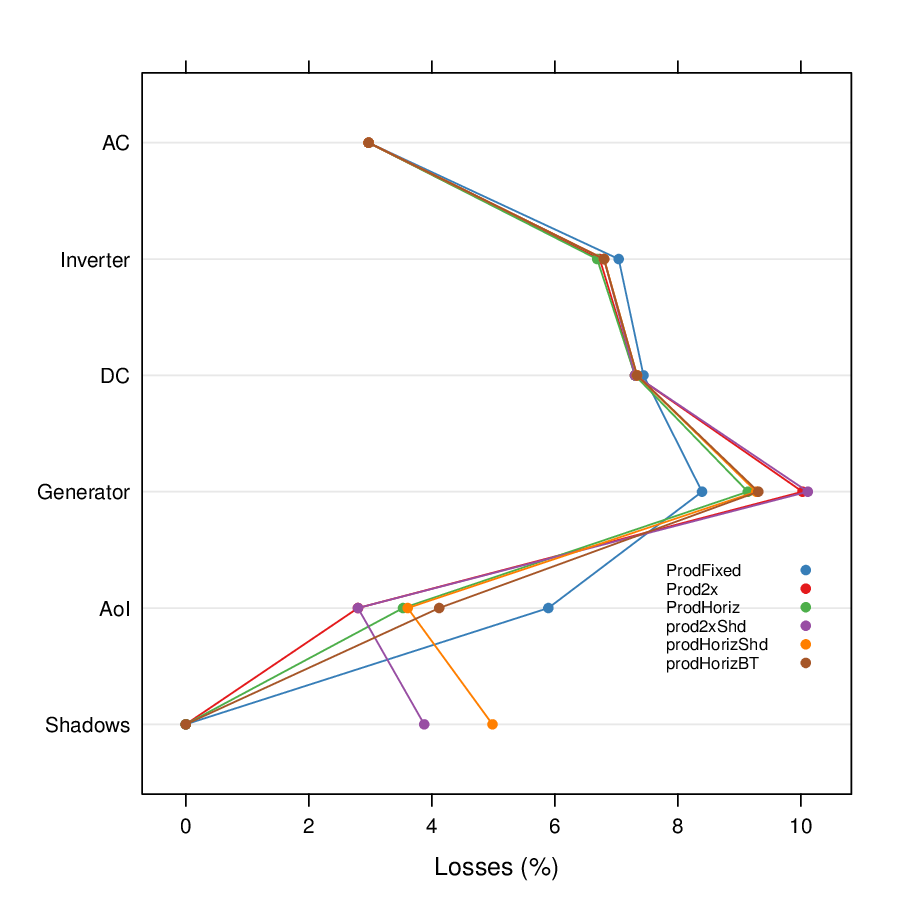 AC
Inverter
DC
Generator
AoI
Shadows
ProdFixed
Prod2x
ProdHoriz
prod2xShd
prodHorizShd
prodHorizBT
0 2 4 6 8 10
Losses (%)